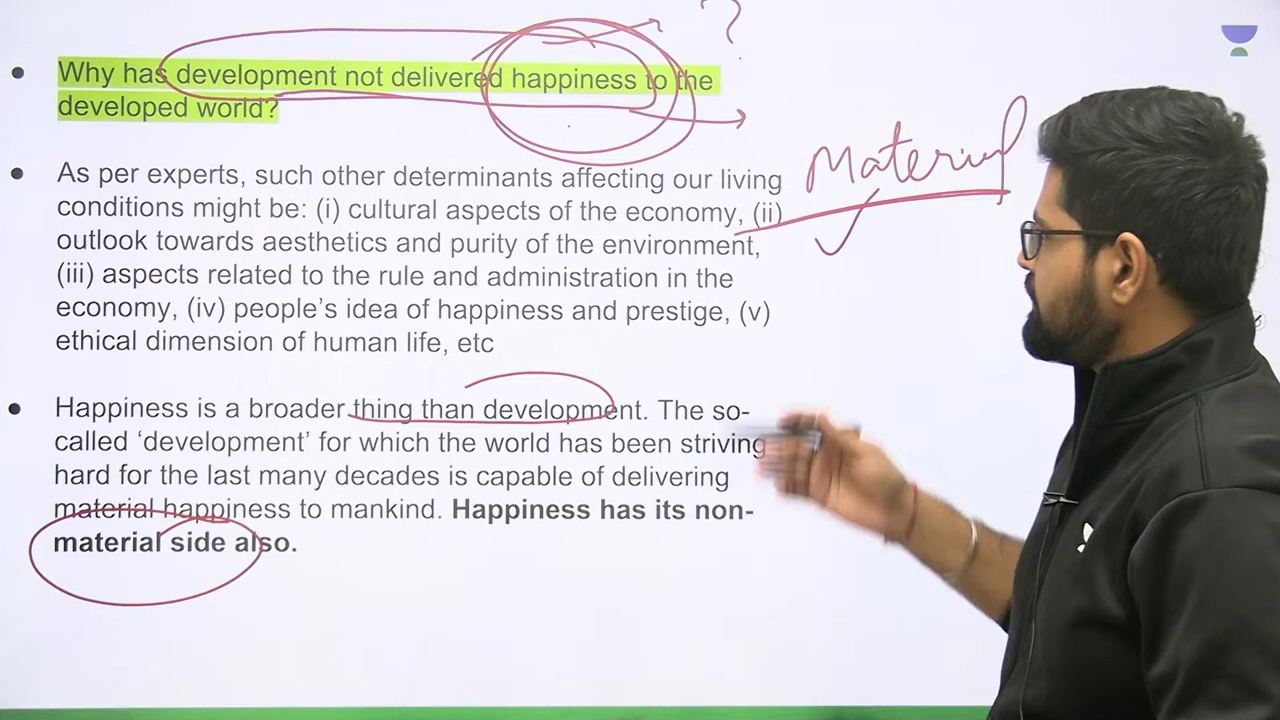 ?
Why has development not delivered happiness to the
developed world?
Material
As per experts, such other determinants affecting our living
conditions might be: (i) cultural aspects of the economy, (ii)
outlook towards aesthetics and purity of the environment,
(iii) aspects related to the rule and administration in the
economy, (iv) people's idea of happiness and prestige, (v)
ethical dimension of human life, etc
Happiness is a broader thing than development. The so-
called ‘development’ for which the world has been striving
hard for the last many decades is capable of delivering
material happiness to mankind. Happiness has its non-
material side also.